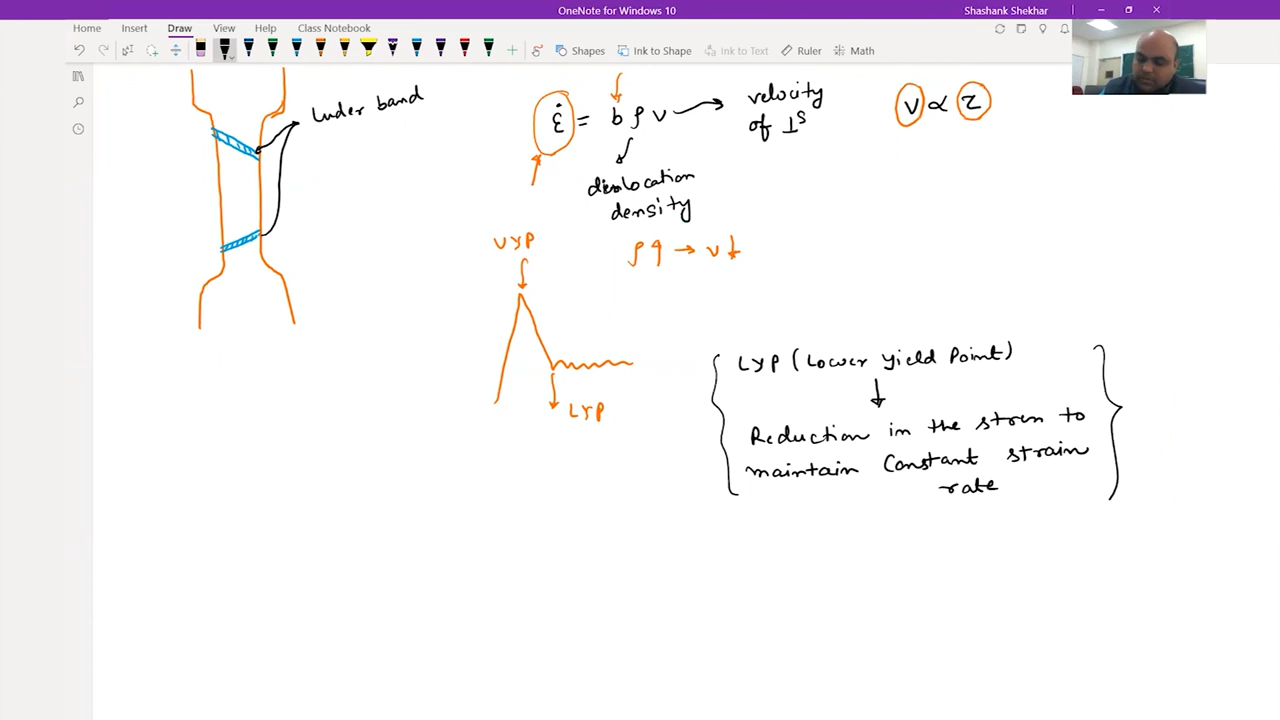 OneNote for Windows 10
Shashank Shekhar
Home Insert Draw View Help Class Notebook
Shapes Ink to Shape Ink to Text Ruler Math
Luder band
ε̇ = b ρ v → velocity of ⊥s
v ∝ τ
dislocation
density
ρ ↑ → v ↓
UYP
LYP
LYP (Lower Yield Point)
↓
Reduction in the stress to
maintain Constant strain
rate